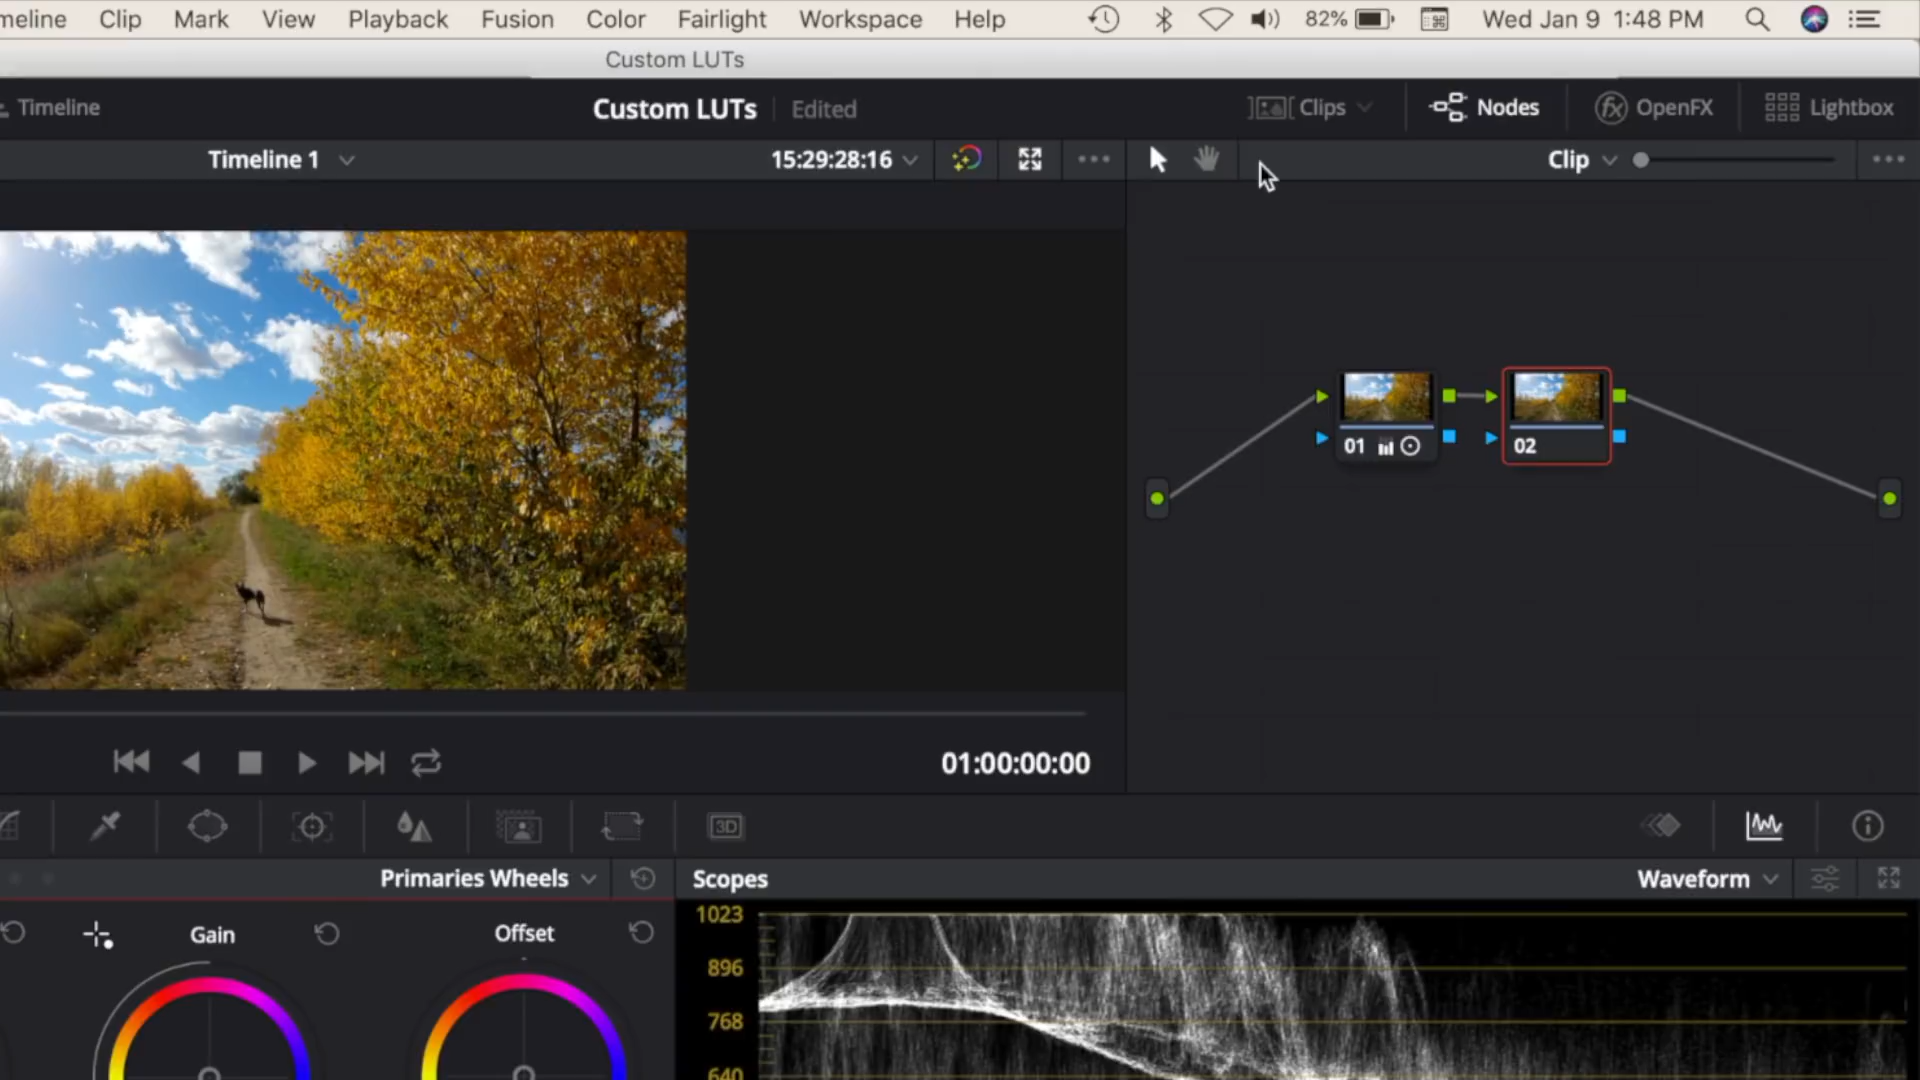 meline Clip Mark View Playback Fusion Color Fairlight Workspace Help 82% Wed Jan 9 1:48 PM
Custom LUTs
Timeline Custom LUTs Edited Clips Nodes fx OpenFX Lightbox
Timeline 1 15:29:28:16 Clip
01 02
01:00:00:00
3D
Primaries Wheels Scopes Waveform
Gain Offset
1023
896
768
640